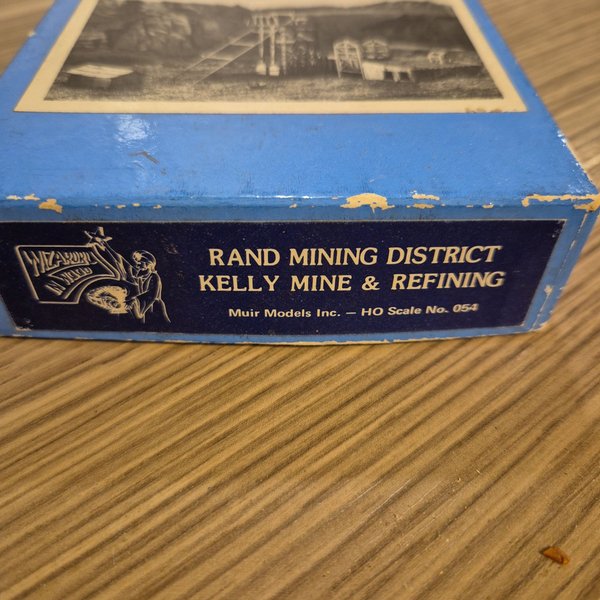 WIZARDRY
IN WOOD
RAND MINING DISTRICT
KELLY MINE & REFINING
Muir Models Inc. — HO Scale No. 054